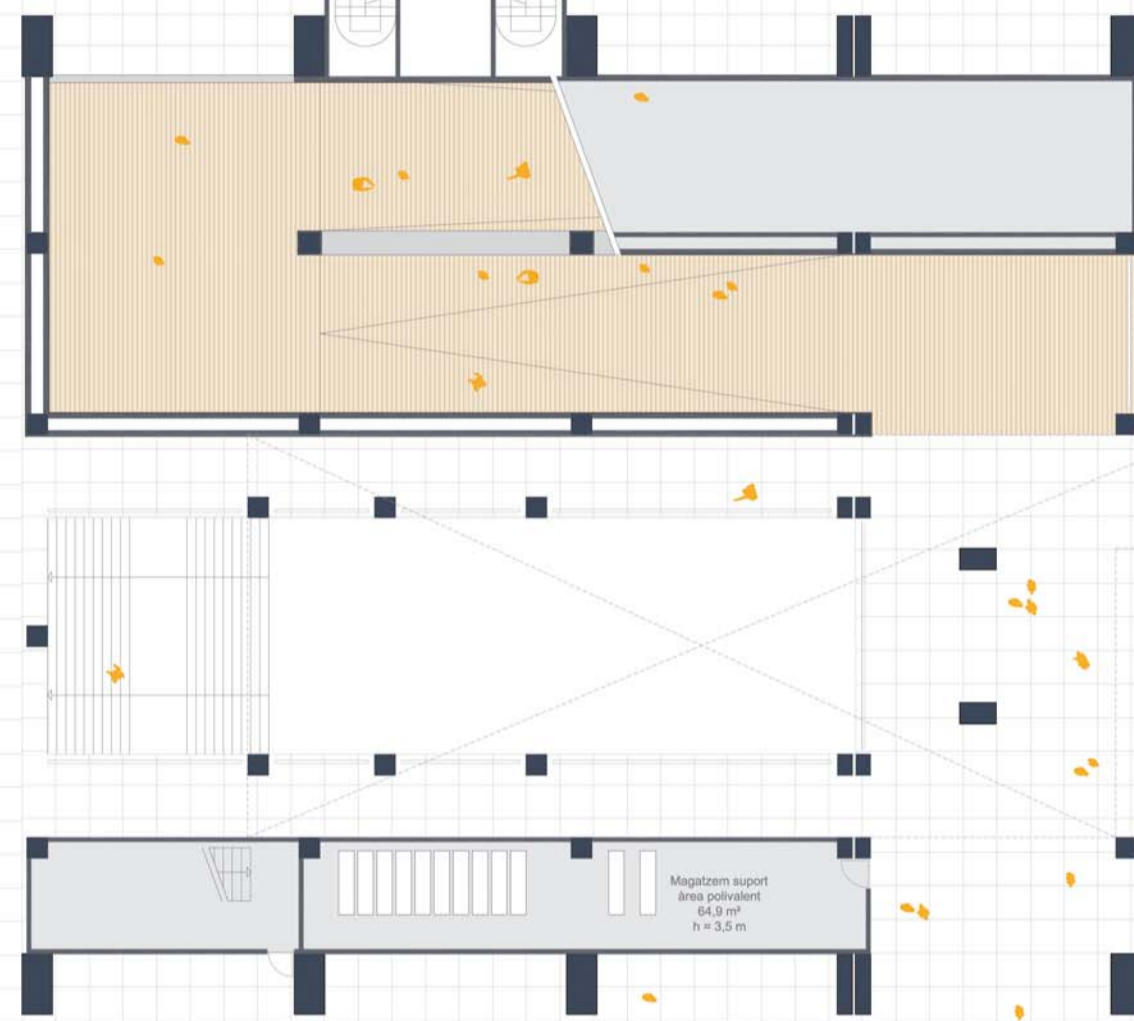 Magatzem suport
àrea polivalent
64,9 m²
h = 3,5 m